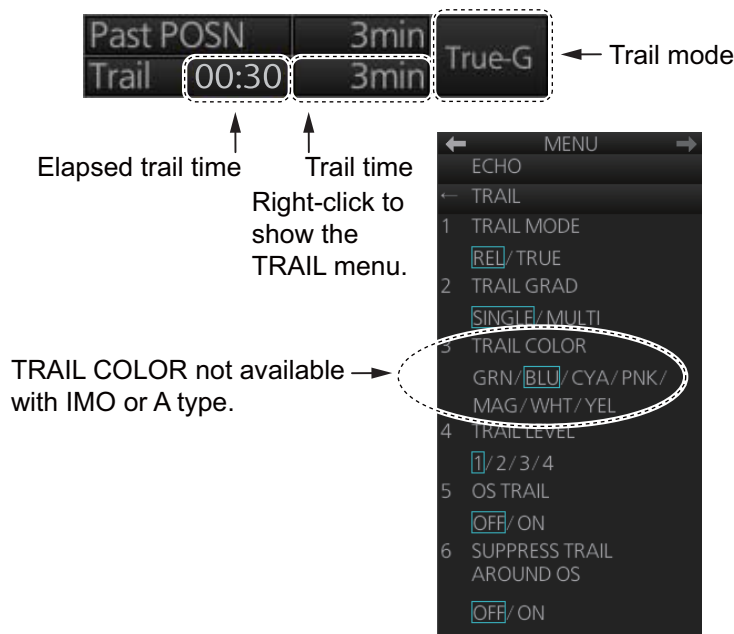 Past POSN 3min True-G
Trail 00:30 3min
Trail mode
Elapsed trail time
Trail time
Right-click to
show the
TRAIL menu.
TRAIL COLOR not available
with IMO or A type.
← MENU →
ECHO
← TRAIL
1 TRAIL MODE
REL/TRUE
2 TRAIL GRAD
SINGLE/MULTI
3 TRAIL COLOR
GRN/BLU/CYA/PNK/
MAG/WHT/YEL
4 TRAIL LEVEL
1/2/3/4
5 OS TRAIL
OFF/ON
6 SUPPRESS TRAIL
AROUND OS
OFF/ON